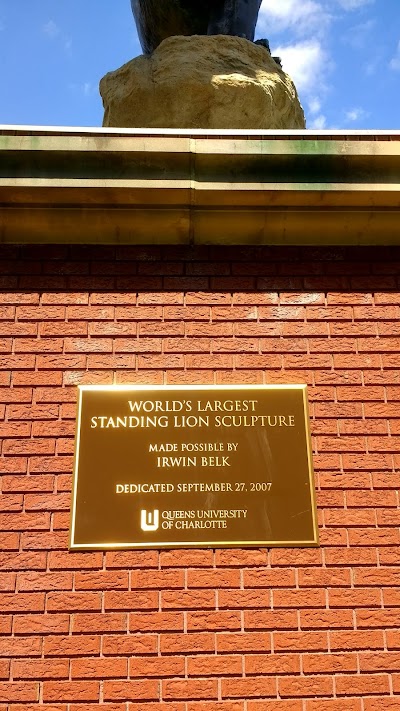 WORLD'S LARGEST
STANDING LION SCULPTURE
MADE POSSIBLE BY
IRWIN BELK
DEDICATED SEPTEMBER 27, 2007
QUEENS UNIVERSITY
OF CHARLOTTE